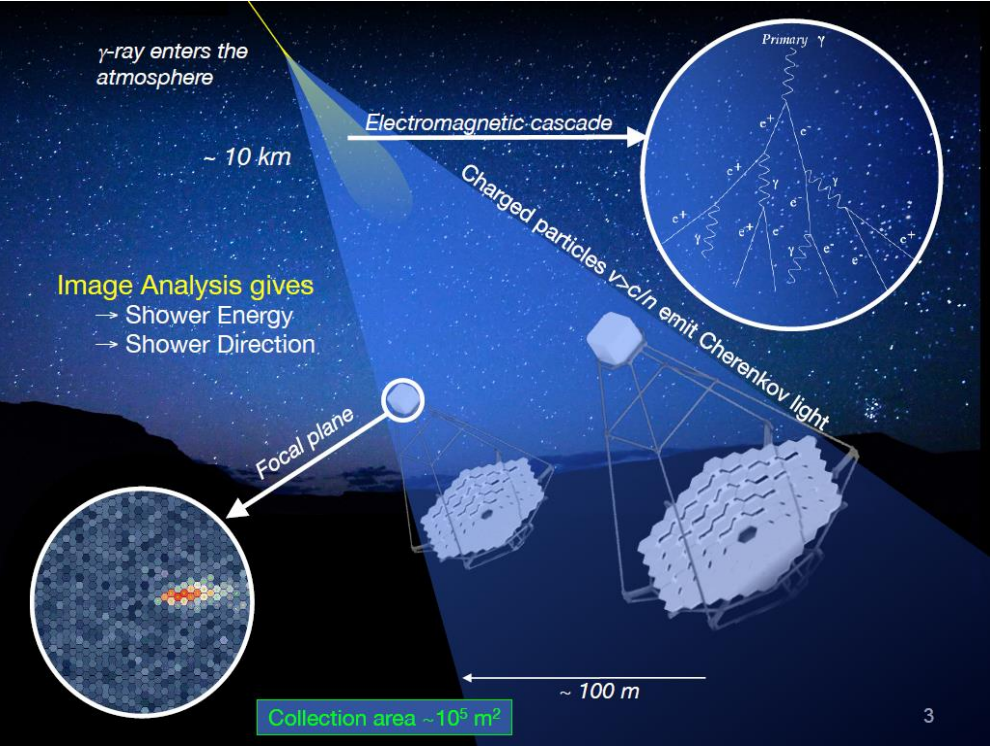 γ-ray enters the
atmosphere
~ 10 km
Electromagnetic cascade
Primary γ
e⁺
e⁻
e⁺
γ
γ
e⁺
e⁻
γ
e⁺
e⁻
γ
e⁻
e⁻
e⁺
Charged particles v>c/n emit Cherenkov light
Image Analysis gives
→ Shower Energy
→ Shower Direction
Focal plane
~ 100 m
Collection area ~10⁵ m²
3